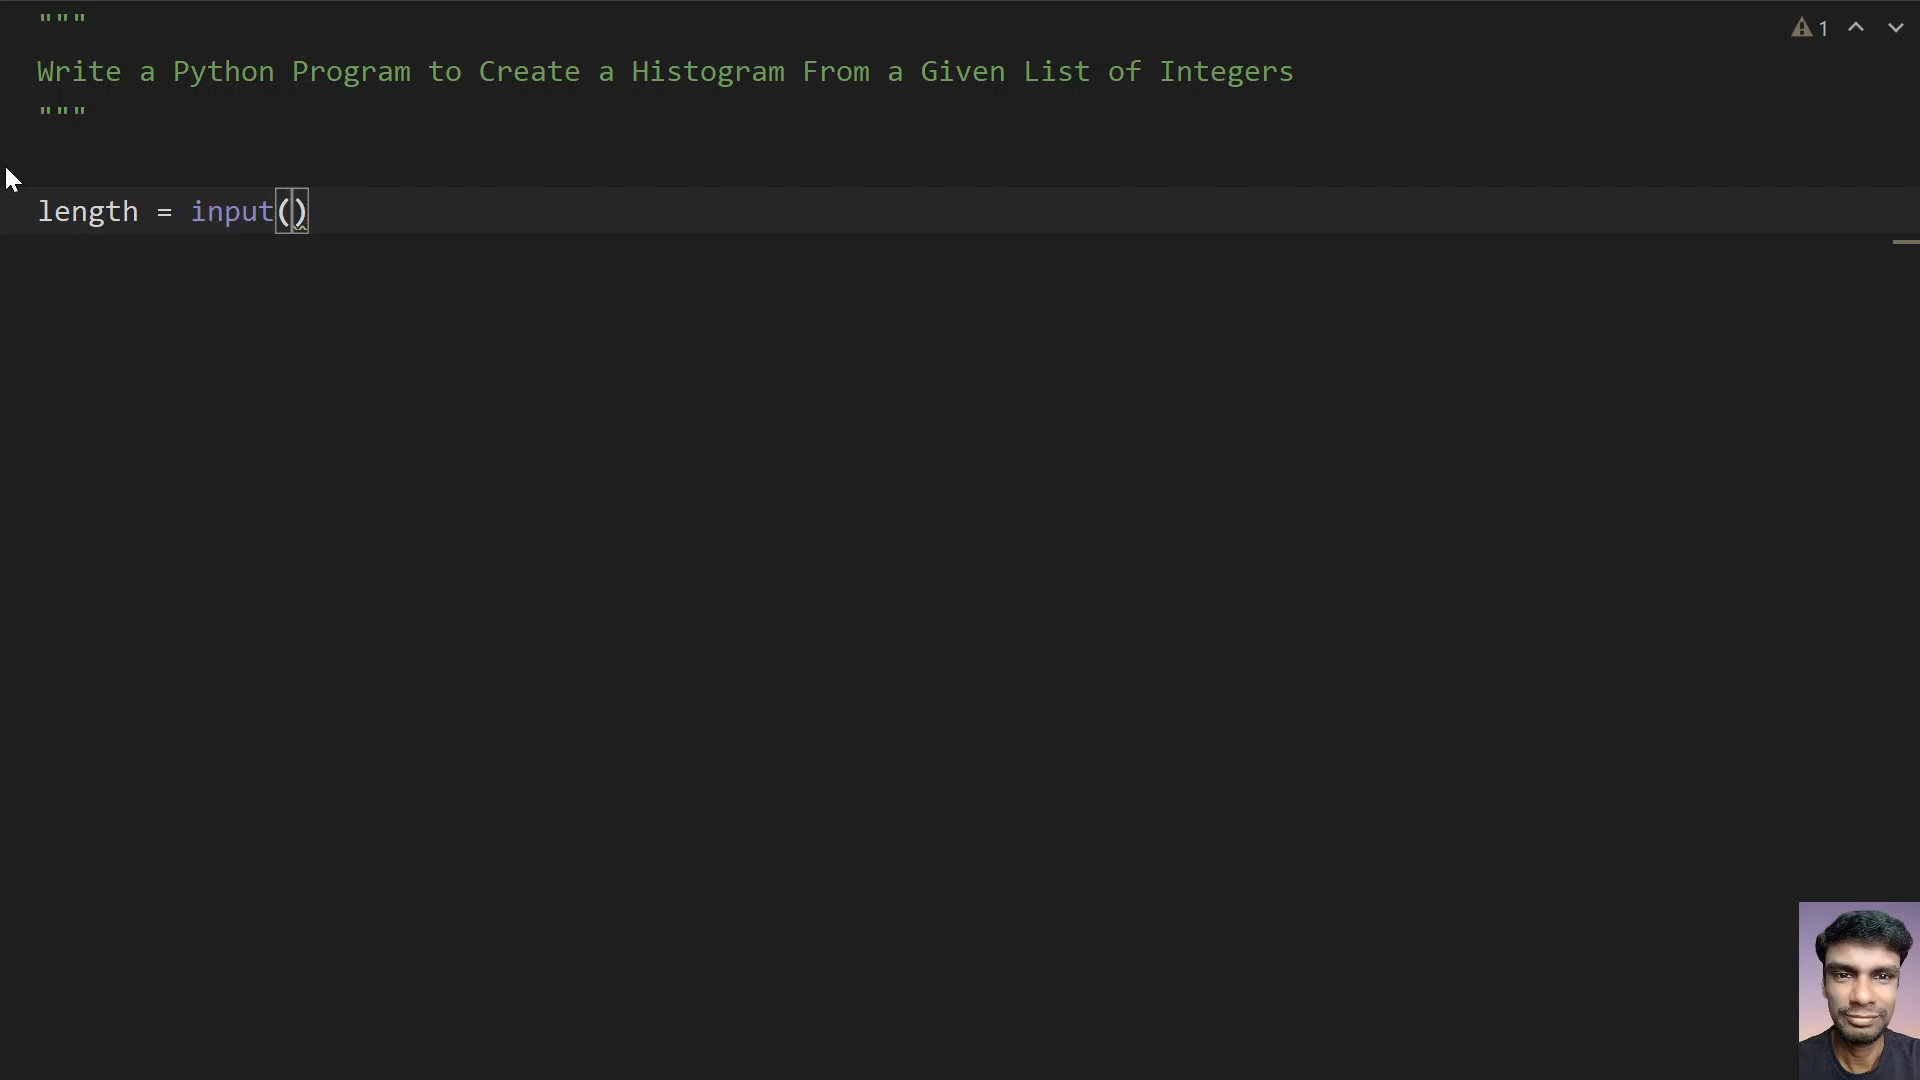 """
Write a Python Program to Create a Histogram From a Given List of Integers
"""
length = input()
1